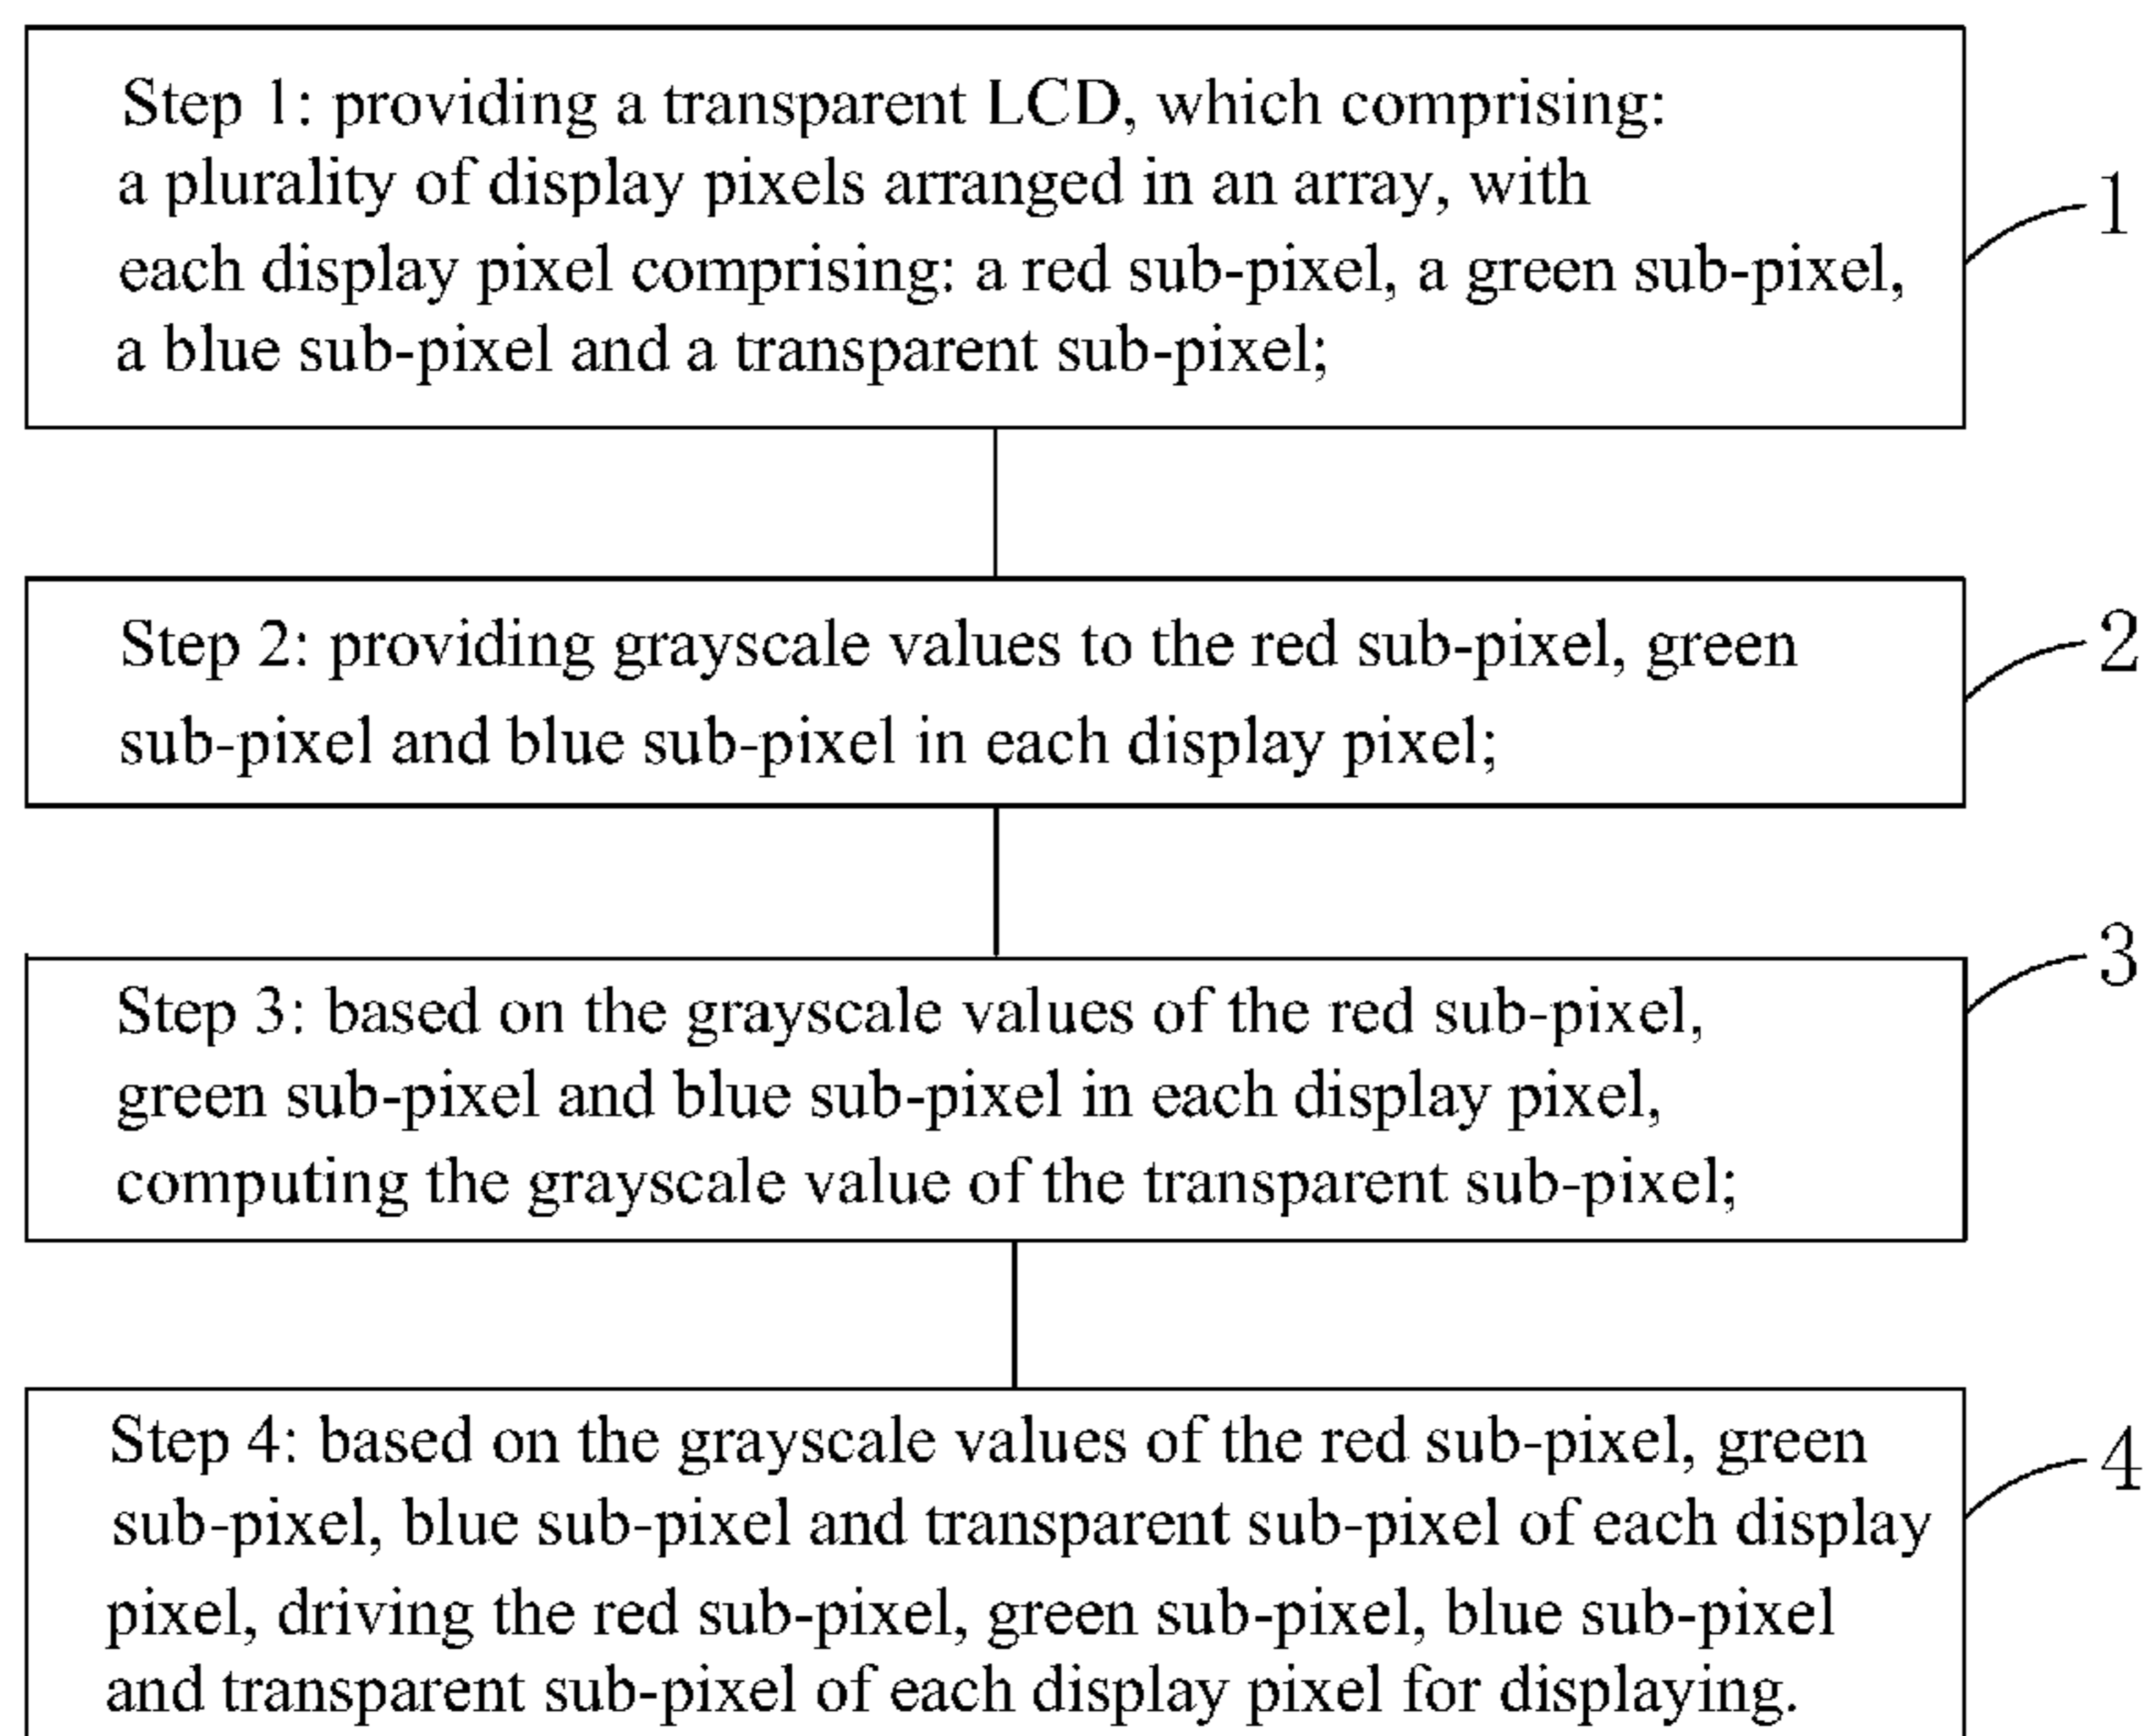 Step 1: providing a transparent LCD, which comprising:
a plurality of display pixels arranged in an array, with
1
each display pixel comprising: a red sub-pixel, a green sub-pixel,
a blue sub-pixel and a transparent sub-pixel;
Step 2: providing grayscale values to the red sub-pixel, green
2
sub-pixel and blue sub-pixel in each display pixel;
3
Step 3: based on the grayscale values of the red sub-pixel,
green sub-pixel and blue sub-pixel in each display pixel,
computing the grayscale value of the transparent sub-pixel;
Step 4: based on the grayscale values of the red sub-pixel, green
4
sub-pixel, blue sub-pixel and transparent sub-pixel of each display
pixel, driving the red sub-pixel, green sub-pixel, blue sub-pixel
and transparent sub-pixel of each display pixel for displaying.